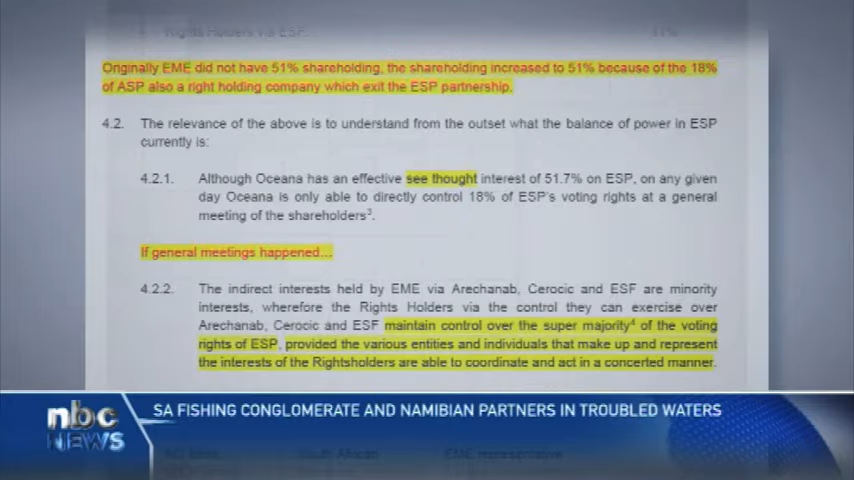 Rights Holders via ESF
11%
Originally EME did not have 51% shareholding, the shareholding increased to 51% because of the 18%
of ASP also a right holding company which exit the ESP partnership.
4.2. The relevance of the above is to understand from the outset what the balance of power in ESP
currently is:
4.2.1. Although Oceana has an effective see thought interest of 51.7% on ESP, on any given
day Oceana is only able to directly control 18% of ESP's voting rights at a general
meeting of the shareholders³.
If general meetings happened...
4.2.2. The indirect interests held by EME via Arechanab, Cerocic and ESF are minority
interests, wherefore the Rights Holders via the control they can exercise over
Arechanab, Cerocic and ESF maintain control over the super majority⁴ of the voting
rights of ESP, provided the various entities and individuals that make up and represent
the interests of the Rightsholders are able to coordinate and act in a concerted manner.
nbc
NEWS
SA FISHING CONGLOMERATE AND NAMIBIAN PARTNERS IN TROUBLED WATERS
South African
EME representative